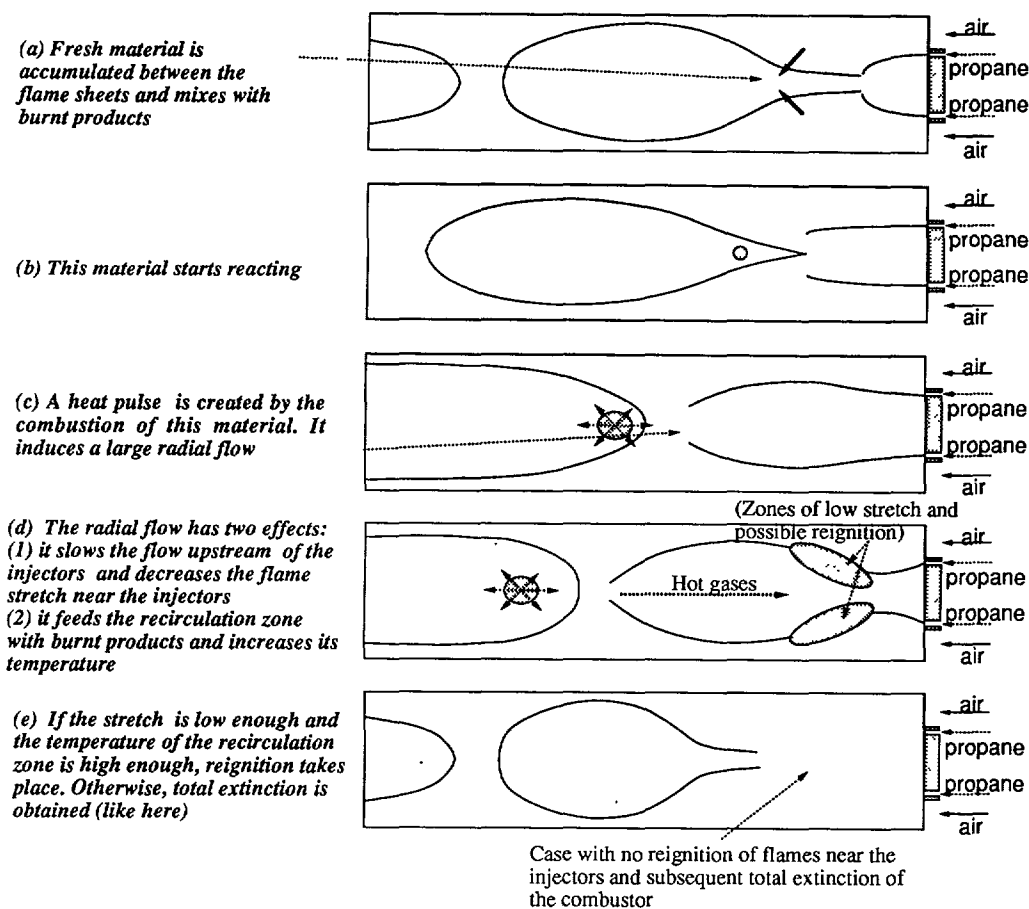 (a) Fresh material is
accumulated between the
flame sheets and mixes with
burnt products
air
propane
propane
air
(b) This material starts reacting
air
propane
propane
air
(c) A heat pulse is created by the
combustion of this material. It
induces a large radial flow
air
propane
propane
air
(d) The radial flow has two effects:
(1) it slows the flow upstream of the
injectors and decreases the flame
stretch near the injectors
(2) it feeds the recirculation zone
with burnt products and increases its
temperature
(Zones of low stretch and
possible reignition)
Hot gases
air
propane
propane
air
(e) If the stretch is low enough and
the temperature of the recirculation
zone is high enough, reignition takes
place. Otherwise, total extinction is
obtained (like here)
air
propane
propane
air
Case with no reignition of flames near the
injectors and subsequent total extinction of
the combustor